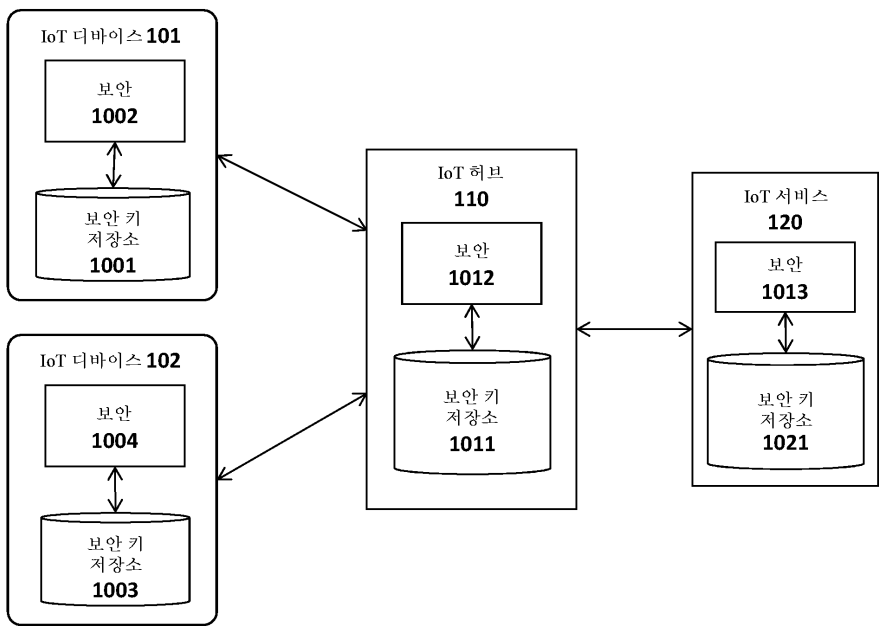 IoT 디바이스 101
보안
1002
보안 키
저장소
1001
IoT 디바이스 102
보안
1004
보안 키
저장소
1003
IoT 허브
110
보안
1012
보안 키
저장소
1011
IoT 서비스
120
보안
1013
보안 키
저장소
1021